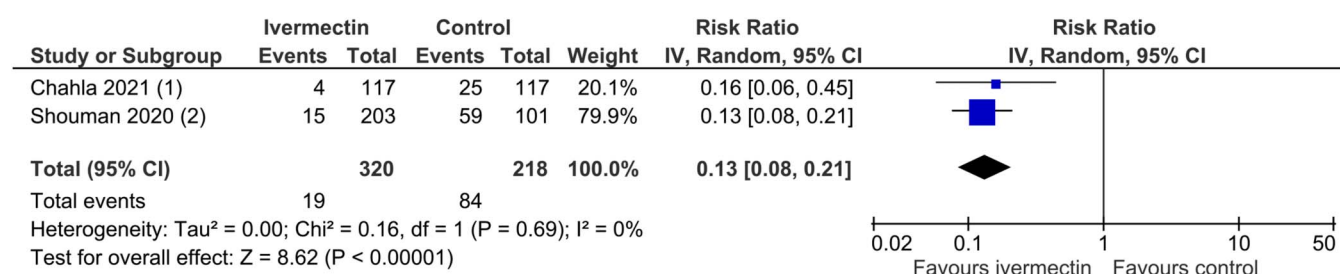 Ivermectin Control Risk Ratio Risk Ratio
Study or Subgroup Events Total Events Total Weight IV, Random, 95% CI IV, Random, 95% CI
Chahla 2021 (1) 4 117 25 117 20.1% 0.16 [0.06, 0.45]
Shouman 2020 (2) 15 203 59 101 79.9% 0.13 [0.08, 0.21]
Total (95% CI) 320 218 100.0% 0.13 [0.08, 0.21]
Total events 19 84
Heterogeneity: Tau² = 0.00; Chi² = 0.16, df = 1 (P = 0.69); I² = 0%
Test for overall effect: Z = 8.62 (P < 0.00001)
0.02 0.1 1 10 50
Favours ivermectin Favours control